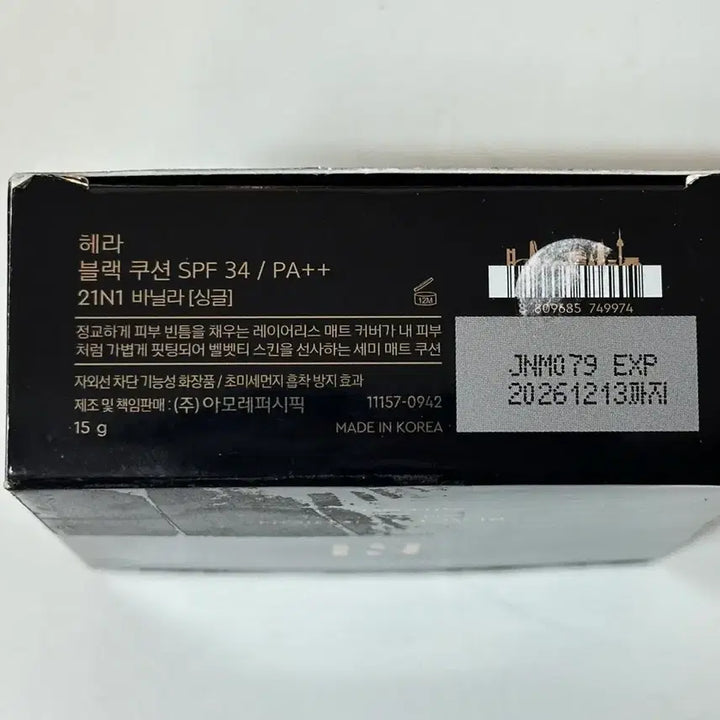 헤라
블랙 쿠션 SPF 34 / PA++
21N1 바닐라 [싱글]
12M
정교하게 피부 빈틈을 채우는 레이어리스 매트 커버가 내 피부
처럼 가볍게 핏팅되어 벨벳티 스킨을 선사하는 세미 매트 쿠션
자외선 차단 기능성 화장품 / 초미세먼지 흡착 방지 효과
제조 및 책임판매 : (주) 아모레퍼시픽 11157-0942
15 g MADE IN KOREA
809685 749974
JNM079 EXP
20261213까지